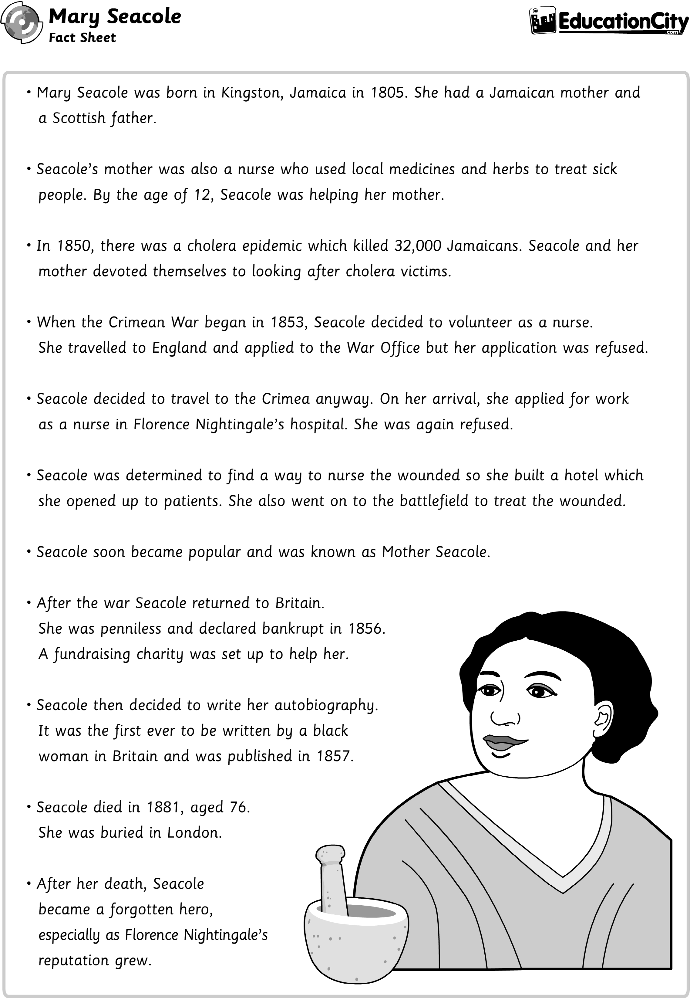 Mary Seacole
Fact Sheet
EducationCity
.com
• Mary Seacole was born in Kingston, Jamaica in 1805. She had a Jamaican mother and
a Scottish father.
• Seacole’s mother was also a nurse who used local medicines and herbs to treat sick
people. By the age of 12, Seacole was helping her mother.
• In 1850, there was a cholera epidemic which killed 32,000 Jamaicans. Seacole and her
mother devoted themselves to looking after cholera victims.
• When the Crimean War began in 1853, Seacole decided to volunteer as a nurse.
She travelled to England and applied to the War Office but her application was refused.
• Seacole decided to travel to the Crimea anyway. On her arrival, she applied for work
as a nurse in Florence Nightingale’s hospital. She was again refused.
• Seacole was determined to find a way to nurse the wounded so she built a hotel which
she opened up to patients. She also went on to the battlefield to treat the wounded.
• Seacole soon became popular and was known as Mother Seacole.
• After the war Seacole returned to Britain.
She was penniless and declared bankrupt in 1856.
A fundraising charity was set up to help her.
• Seacole then decided to write her autobiography.
It was the first ever to be written by a black
woman in Britain and was published in 1857.
• Seacole died in 1881, aged 76.
She was buried in London.
• After her death, Seacole
became a forgotten hero,
especially as Florence Nightingale’s
reputation grew.